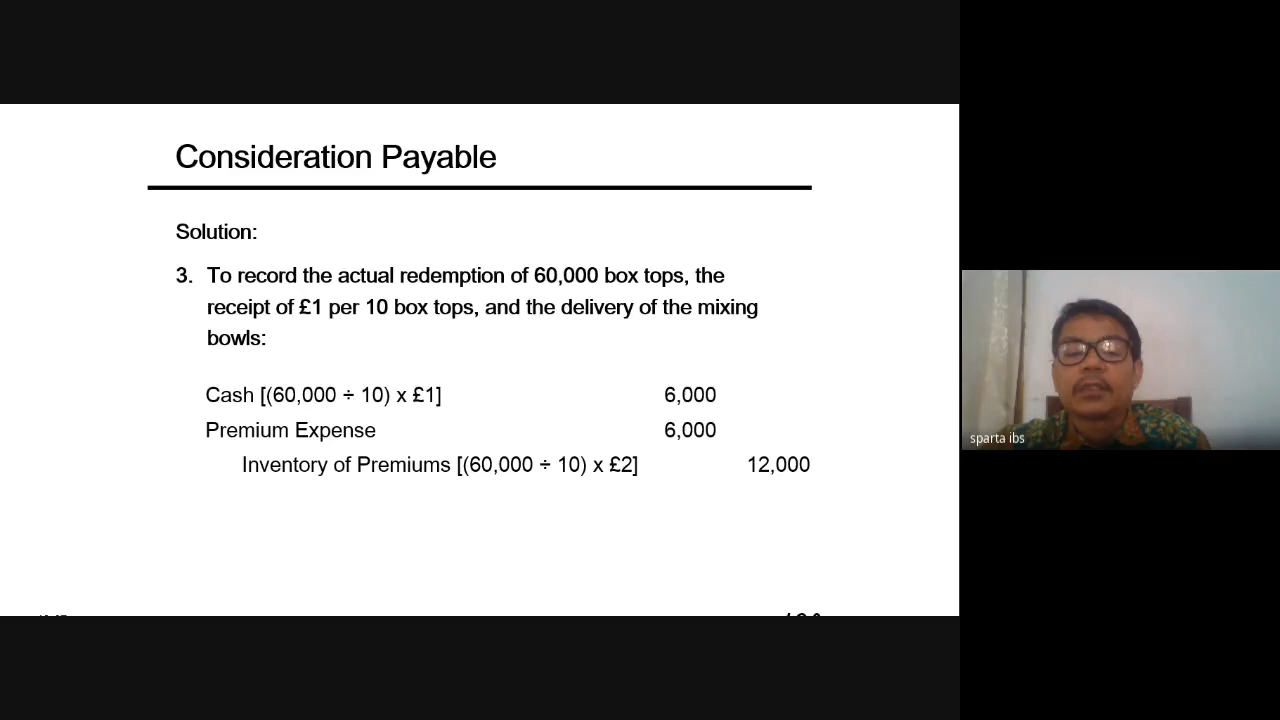 Consideration Payable
Solution:
3. To record the actual redemption of 60,000 box tops, the
receipt of £1 per 10 box tops, and the delivery of the mixing
bowls:
Cash [(60,000 ÷ 10) x £1] 6,000
Premium Expense 6,000
Inventory of Premiums [(60,000 ÷ 10) x £2] 12,000
sparta ibs